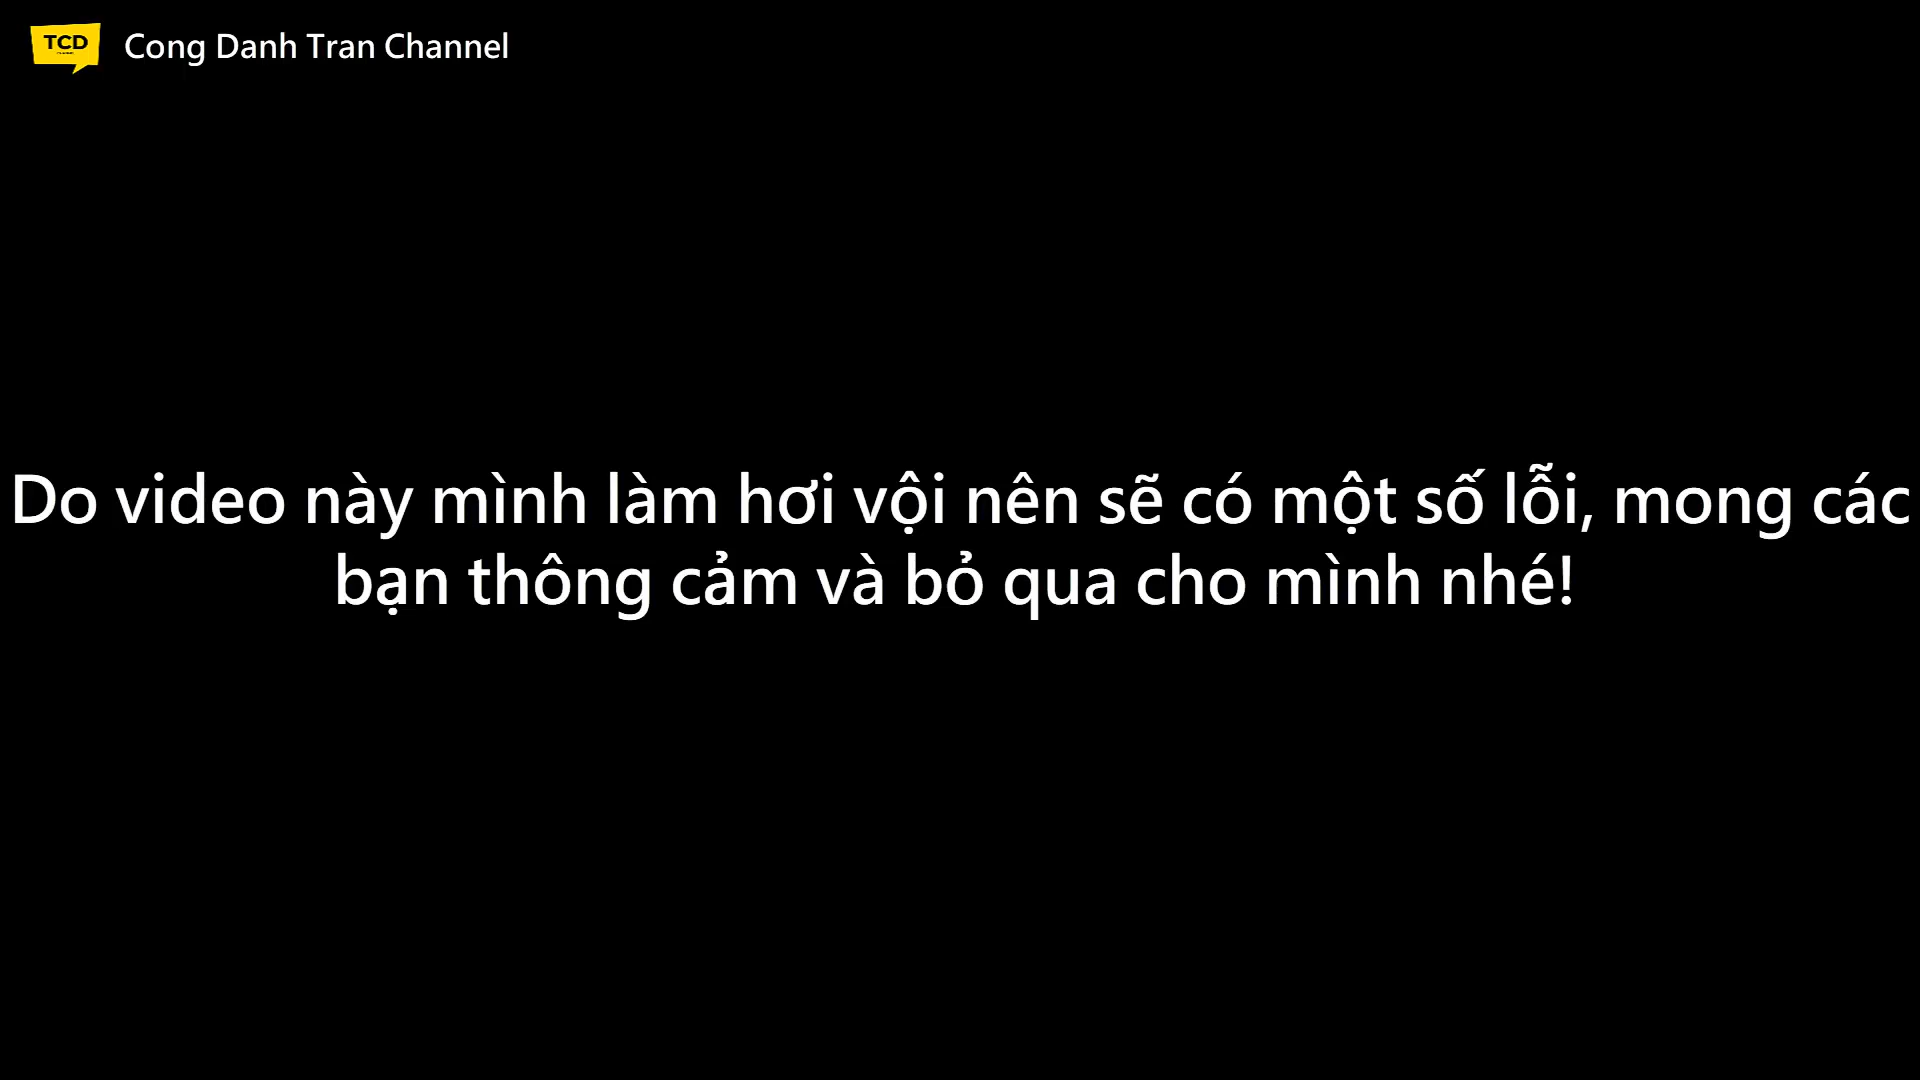 TCD
Cong Danh Tran Channel
Do video này mình làm hơi vội nên sẽ có một số lỗi, mong các
bạn thông cảm và bỏ qua cho mình nhé!